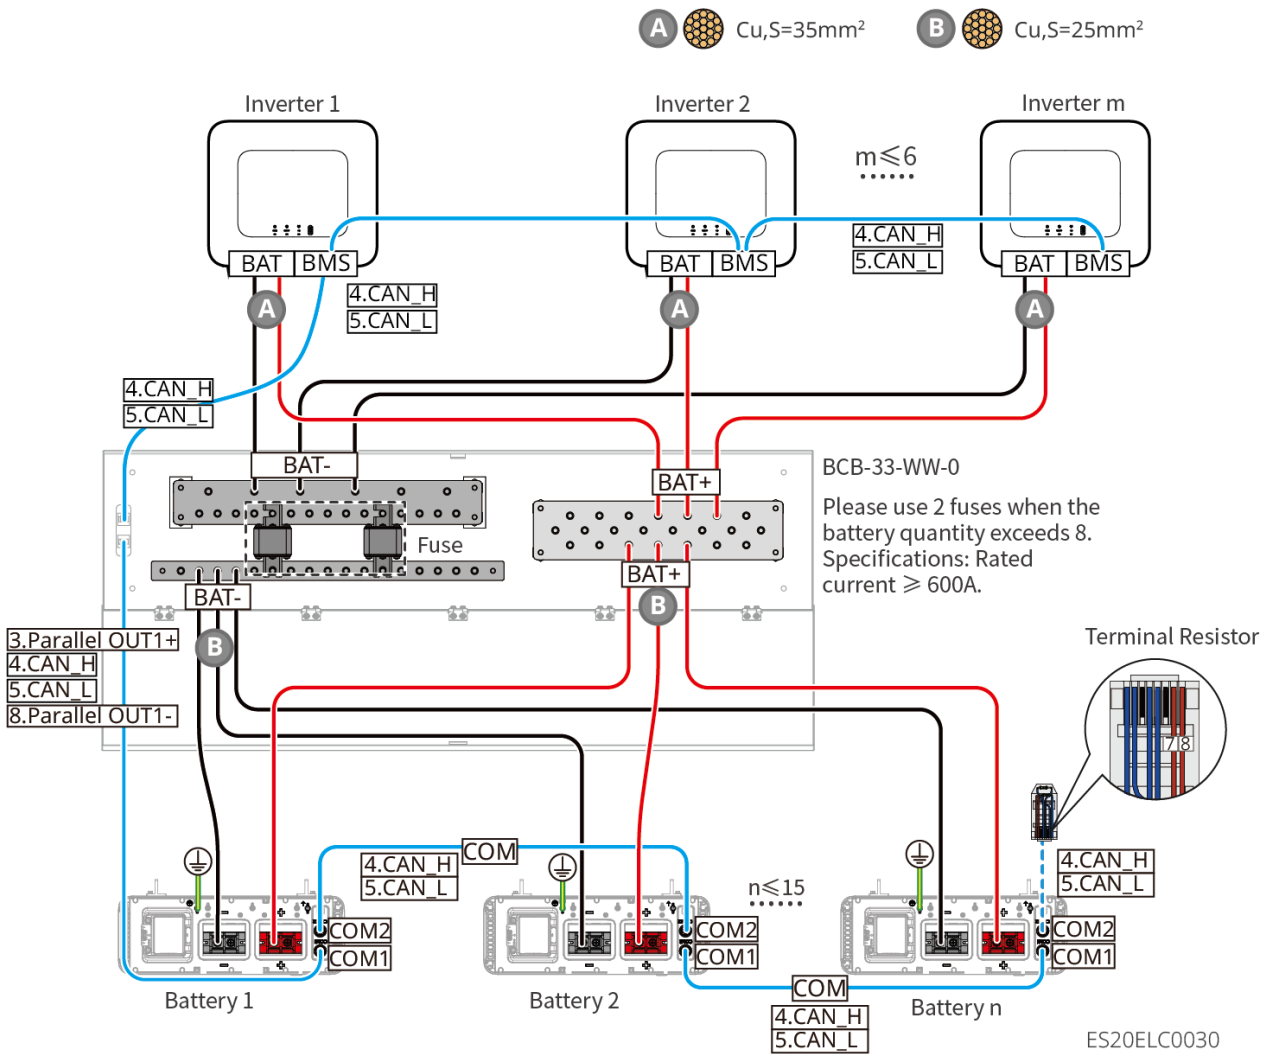 A Cu,S=35mm² B Cu,S=25mm²
Inverter 1
Inverter 2
Inverter m
m≤6
BAT BMS
BAT BMS
BAT BMS
4.CAN_H
5.CAN_L
A
A
A
4.CAN_H
5.CAN_L
4.CAN_H
5.CAN_L
BAT-
BAT+
BCB-33-WW-0
Please use 2 fuses when the
battery quantity exceeds 8.
Specifications: Rated
current ≥ 600A.
Fuse
BAT-
BAT+
B
B
3.Parallel OUT1+
4.CAN_H
5.CAN_L
8.Parallel OUT1-
Terminal Resistor
7 8
COM
4.CAN_H
5.CAN_L
n≤15
4.CAN_H
5.CAN_L
COM2
COM1
COM2
COM1
COM2
COM1
Battery 1
Battery 2
Battery n
COM
4.CAN_H
5.CAN_L
ES20ELC0030